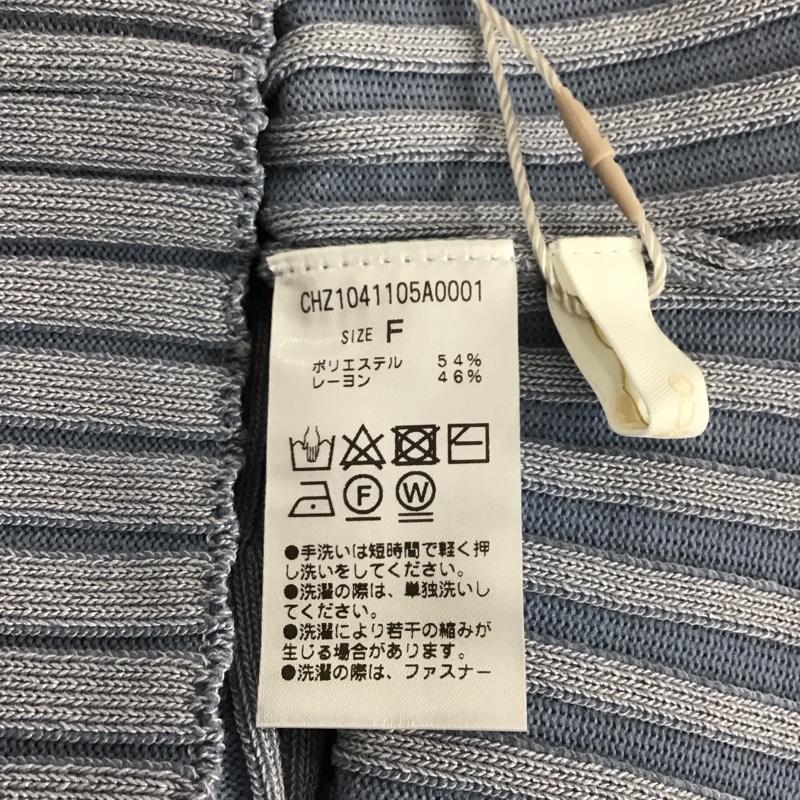 CHZ1041105A0001
SIZE F
ポリエステル 54%
レーヨン 46%
F W
●手洗いは短時間で軽く押
し洗いをしてください。
●洗濯の際は、単独洗いし
てください。
●洗濯により若干の縮みが
生じる場合があります。
●洗濯の際は、ファスナー